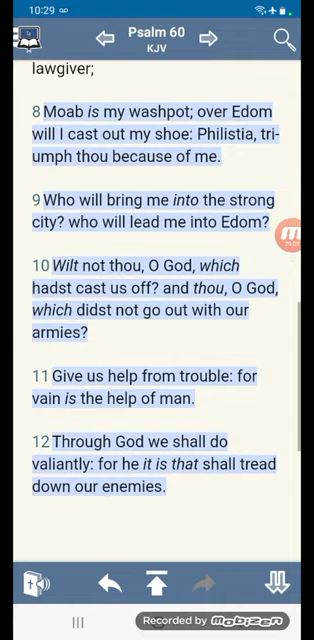 10:29
Psalm 60
KJV
lawgiver;
8 Moab is my washpot; over Edom
will I cast out my shoe: Philistia, tri-
umph thou because of me.
9 Who will bring me into the strong
city? who will lead me into Edom?
10 Wilt not thou, O God, which
hadst cast us off? and thou, O God,
which didst not go out with our
armies?
11 Give us help from trouble: for
vain is the help of man.
12 Through God we shall do
valiantly: for he it is that shall tread
down our enemies.
Recorded by mobizen